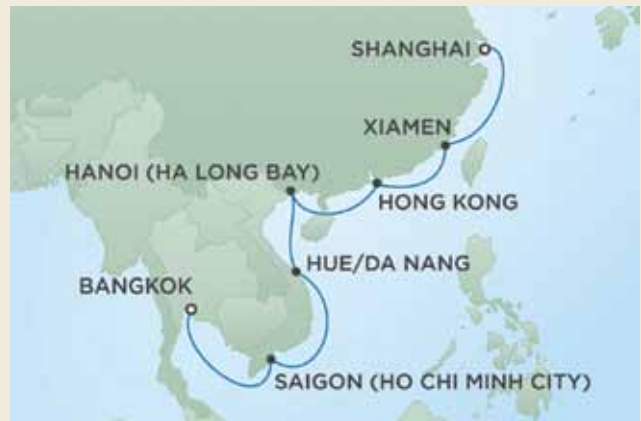 SHANGHAI
XIAMEN
HANOI (HA LONG BAY)
HONG KONG
HUE/DA NANG
BANGKOK
SAIGON (HO CHI MINH CITY)